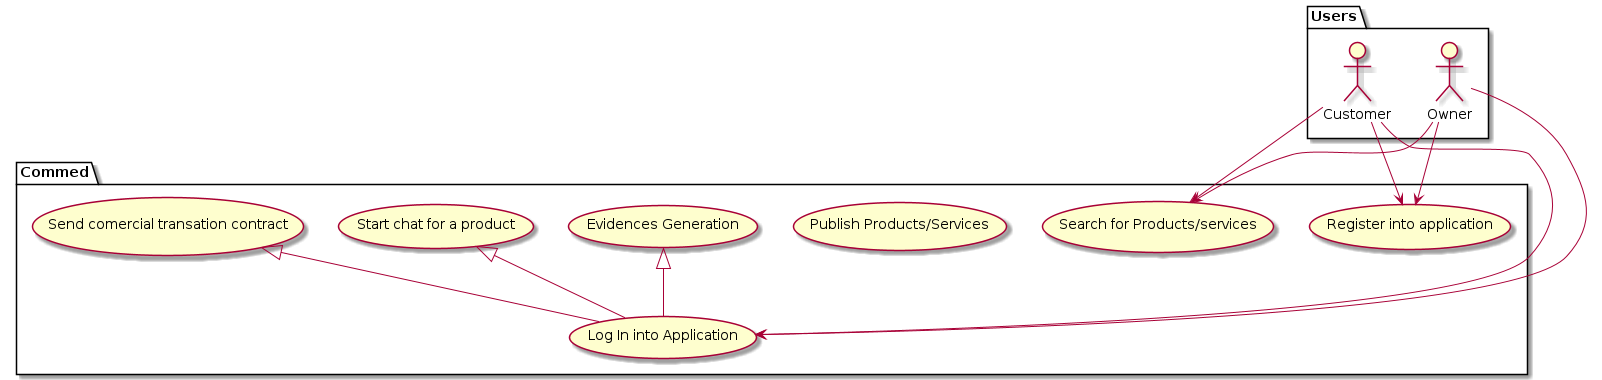 Users
Customer
Owner
Commed
Send comercial transation contract
Start chat for a product
Evidences Generation
Publish Products/Services
Search for Products/services
Register into application
Log In into Application